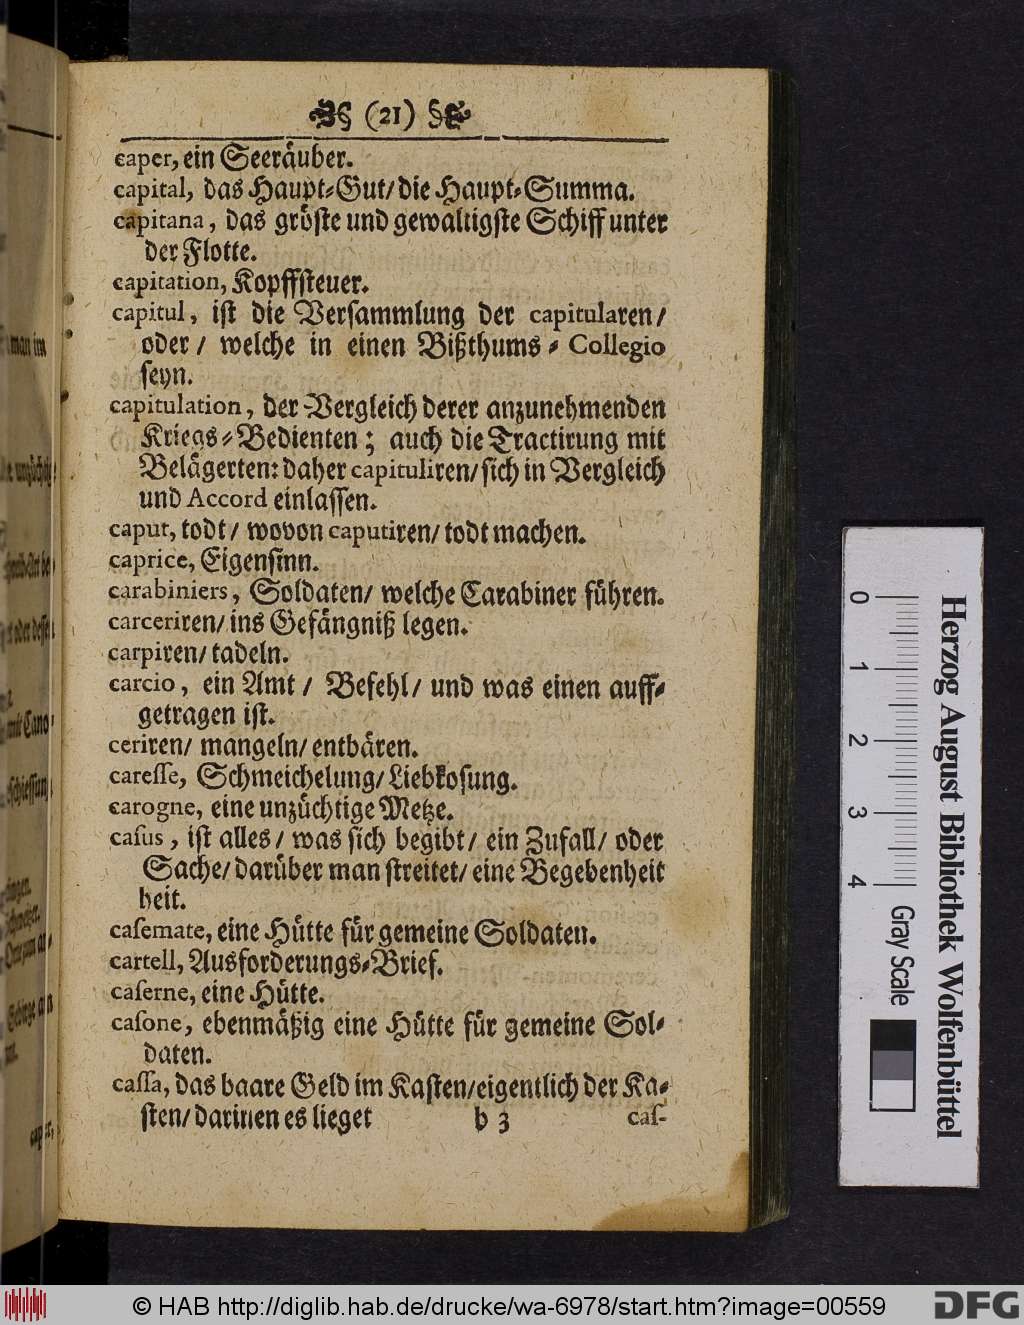 (21)
caper, ein Seeräuber.
capital, das Haupt⸗Gut/ die Haupt⸗Summa.
capitana, das gröſte und gewaltigſte Schiff unter
der Flotte.
capitation, Kopffſteuer.
capitul, iſt die Verſammlung der capitularen/
oder / welche in einen Bißthums⸗Collegio
ſeyn.
capitulation, der Vergleich derer anzunehmenden
Kriegs⸗Bedienten; auch die Tractirung mit
Belägerten: daher capituliren/ ſich in Vergleich
und Accord einlaſſen.
caput, todt/ wovon caputiren/ todt machen.
caprice, Eigenſinn.
carabiniers, Soldaten/ welche Carabiner führen.
carceriren/ ins Gefängniß legen.
carpiren/ tadeln.
carcio, ein Amt / Befehl/ und was einen auff⸗
getragen iſt.
ceriren/ mangeln/ entbären.
careſſe, Schmeichelung/ Liebkoſung.
carogne, eine unzüchtige Metze.
caſus, iſt alles/ was ſich begibt/ ein Zufall/ oder
Sache/ darüber man ſtreitet/ eine Begebenheit
heit.
caſemate, eine Hütte für gemeine Soldaten.
cartell, Ausforderungs⸗Brief.
caſerne, eine Hütte.
caſone, ebenmäßig eine Hütte für gemeine Sol⸗
daten.
caſſa, das baare Geld im Kaſten/ eigentlich der Ka⸗
ſten/ darinen es lieget b 3 caſ-
man im
mit Cano
Herzog August Bibliothek Wolfenbüttel
0 1 2 3 4
Gray Scale
© HAB http://diglib.hab.de/drucke/wa-6978/start.htm?image=00559
DFG